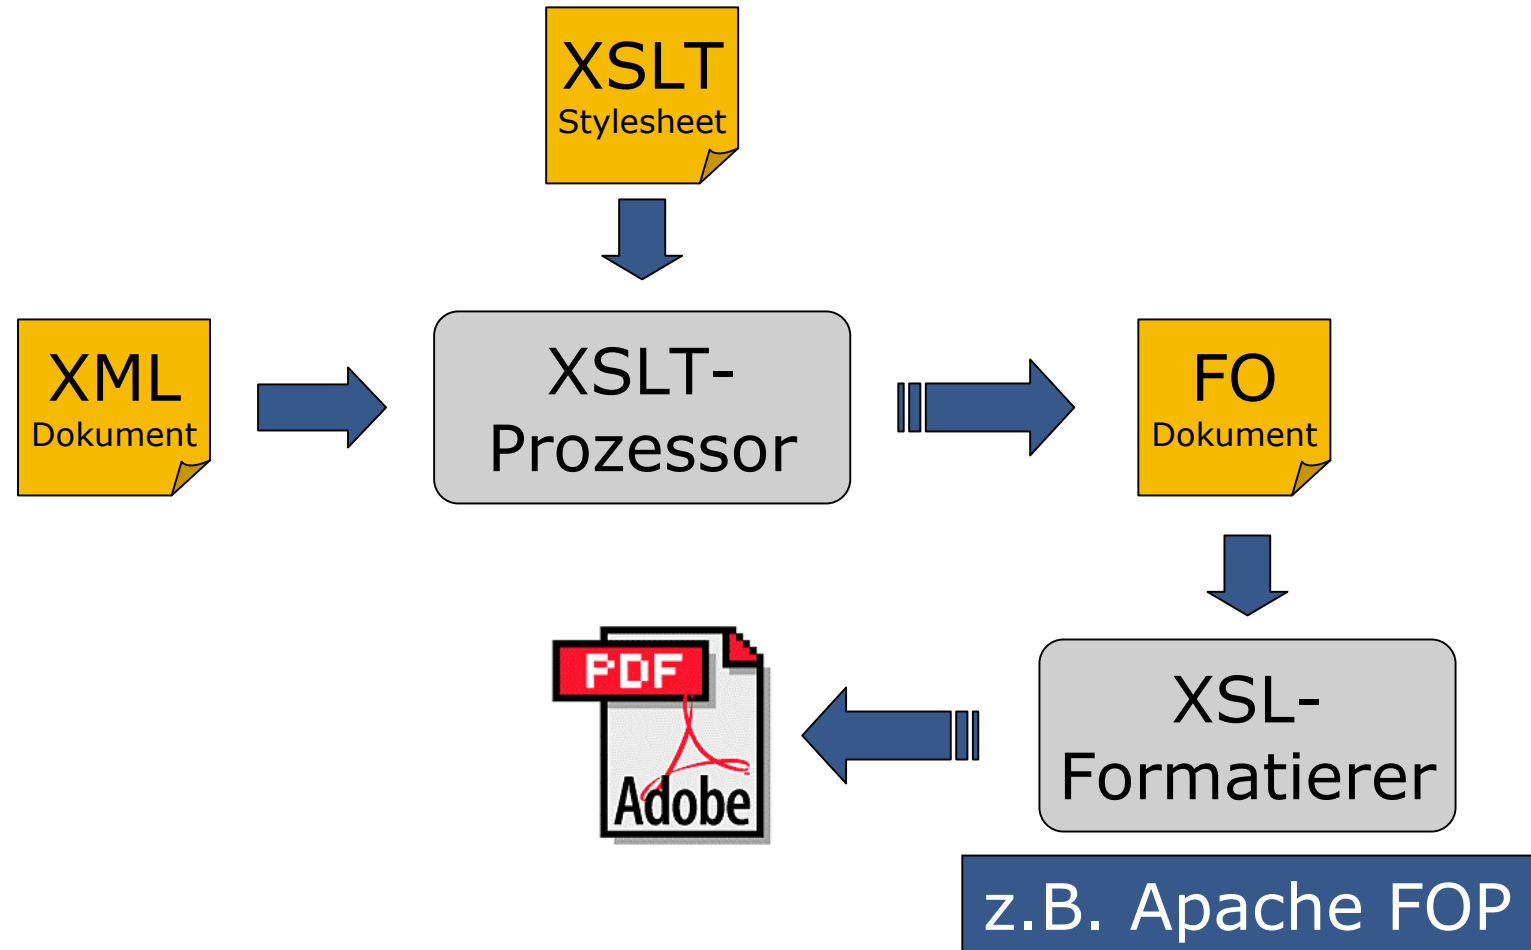 XSLT
Stylesheet
XML
Dokument
XSLT-
Prozessor
FO
Dokument
PDF
Adobe
XSL-
Formatierer
z.B. Apache FOP